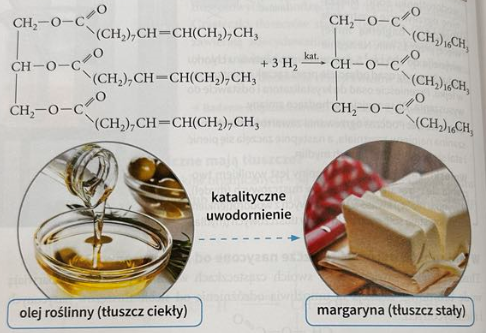 CH₂—O—C=O
(CH₂)₇CH=CH(CH₂)₇CH₃
CH—O—C=O
(CH₂)₇CH=CH(CH₂)₇CH₃
CH₂—O—C=O
(CH₂)₇CH=CH(CH₂)₇CH₃
+ 3 H₂
kat.
CH₂—O—C=O
(CH₂)₁₆CH₃
CH—O—C=O
(CH₂)₁₆CH₃
CH₂—O—C=O
(CH₂)₁₆CH₃
katalityczne
uwodornienie
olej roślinny (tłuszcz ciekły)
margaryna (tłuszcz stały)